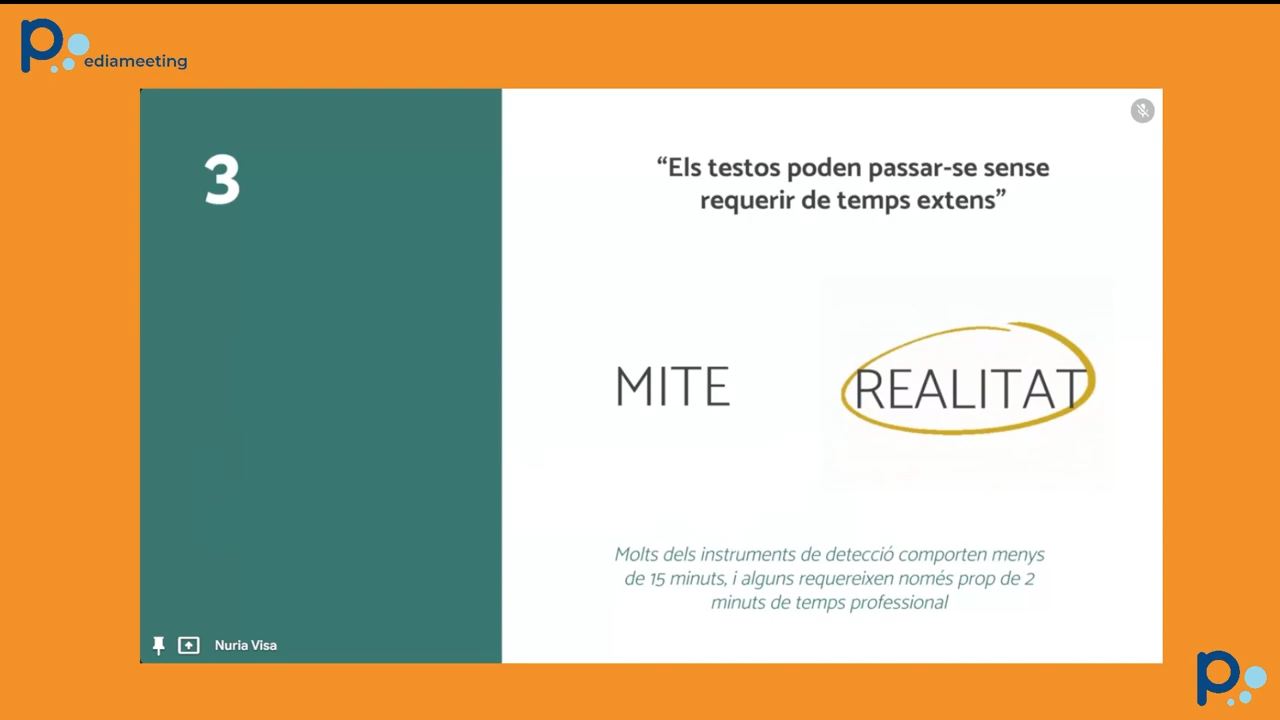 Pediameeting
3
“Els testos poden passar-se sense
requerir de temps extens”
MITE
REALITAT
Molts dels instruments de detecció comporten menys
de 15 minuts, i alguns requereixen només prop de 2
minuts de temps professional
Nuria Visa
P